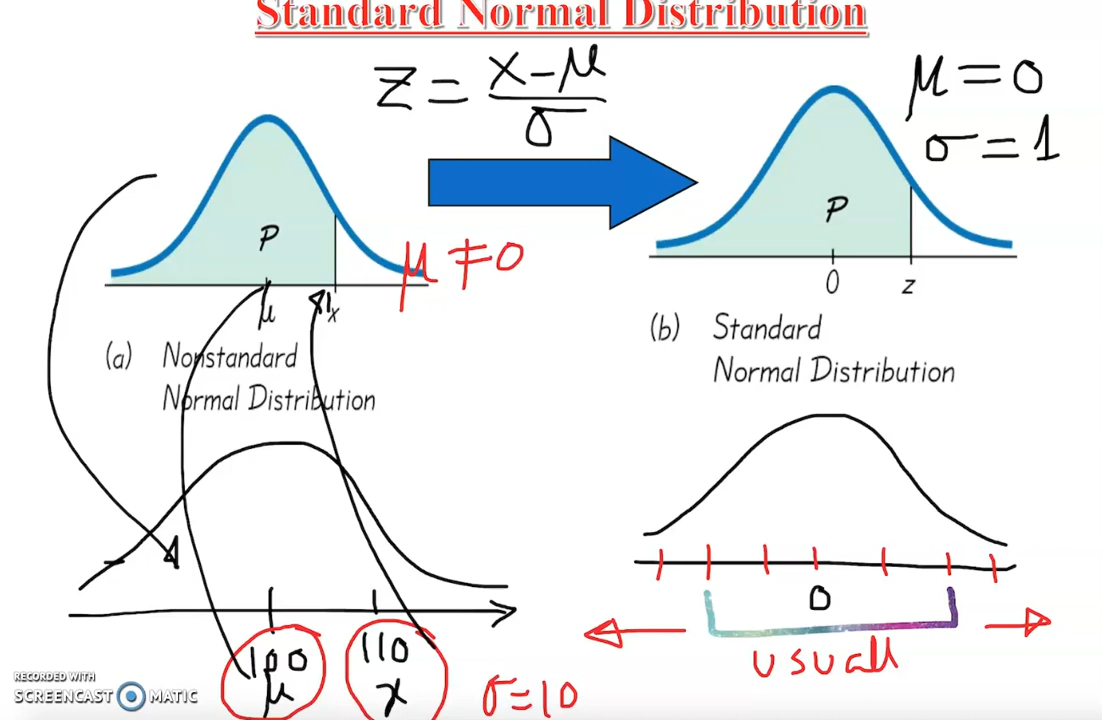 Standard Normal Distribution
z = x-μ
σ
μ = 0
σ = 1
P
μ ≠ 0
μ
x
P
0
z
(a) Nonstandard
Normal Distribution
(b) Standard
Normal Distribution
0
100
μ
110
x
σ=10
usuall
RECORDED WITH
SCREENCAST MATIC